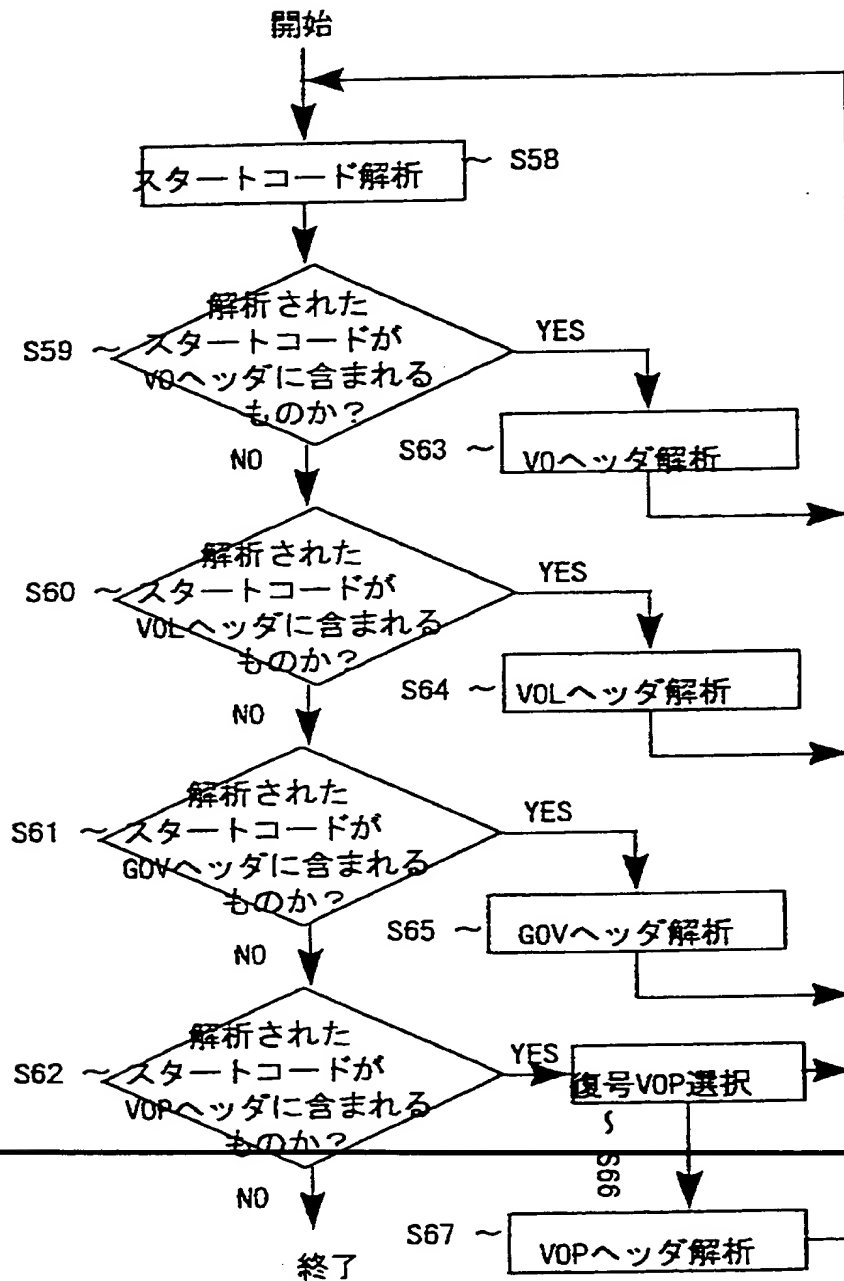 開始
スタートコード解析 ~ S58
解析された
スタートコードが
VOヘッダに含まれる
ものか?
S59 ~
YES
NO
S63 ~
VOヘッダ解析
解析された
スタートコードが
VOLヘッダに含まれる
ものか?
S60 ~
YES
NO
S64 ~
VOLヘッダ解析
解析された
スタートコードが
GOVヘッダに含まれる
ものか?
S61 ~
YES
NO
S65 ~
GOVヘッダ解析
解析された
スタートコードが
VOPヘッダに含まれる
ものか?
S62 ~
YES
復号VOP選択
~ S66
NO
S67 ~
VOPヘッダ解析
終了